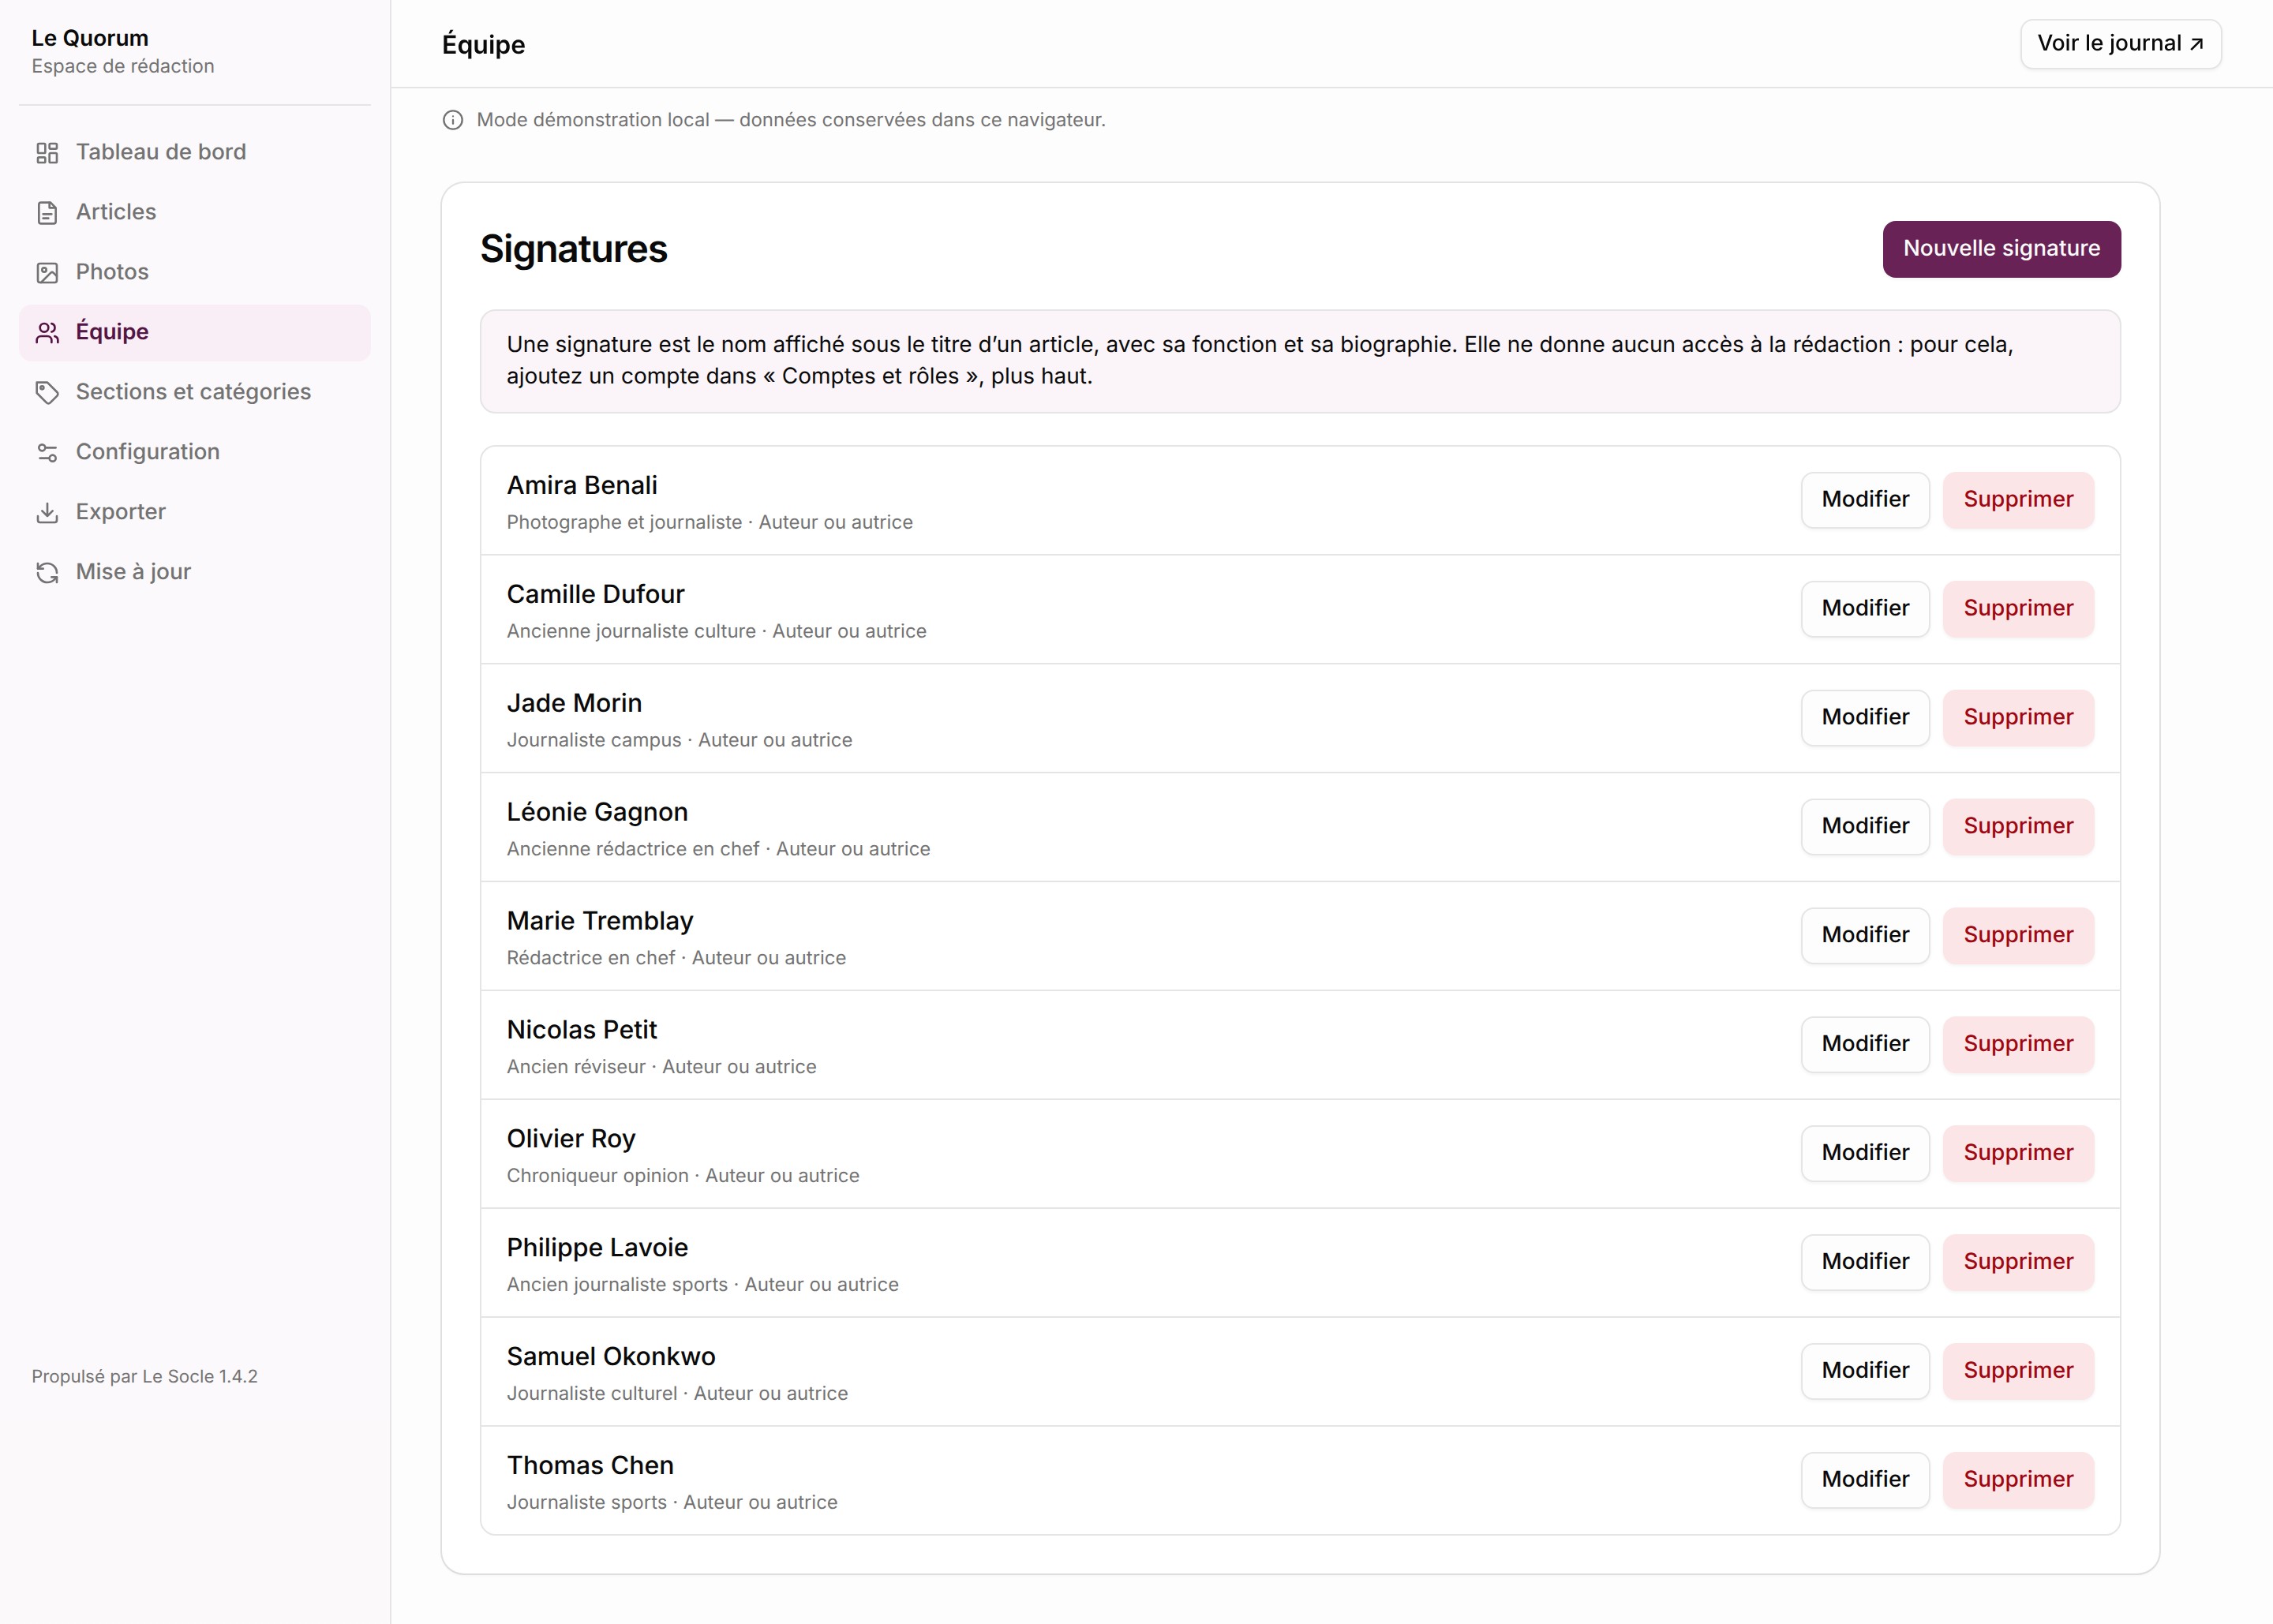 Le Quorum
Espace de rédaction
Tableau de bord
Articles
Photos
Équipe
Sections et catégories
Configuration
Exporter
Mise à jour
Propulsé par Le Socle 1.4.2
Équipe
Voir le journal ↗
Mode démonstration local — données conservées dans ce navigateur.
Signatures
Nouvelle signature
Une signature est le nom affiché sous le titre d’un article, avec sa fonction et sa biographie. Elle ne donne aucun accès à la rédaction : pour cela,
ajoutez un compte dans « Comptes et rôles », plus haut.
Amira Benali
Photographe et journaliste · Auteur ou autrice
Modifier
Supprimer
Camille Dufour
Ancienne journaliste culture · Auteur ou autrice
Modifier
Supprimer
Jade Morin
Journaliste campus · Auteur ou autrice
Modifier
Supprimer
Léonie Gagnon
Ancienne rédactrice en chef · Auteur ou autrice
Modifier
Supprimer
Marie Tremblay
Rédactrice en chef · Auteur ou autrice
Modifier
Supprimer
Nicolas Petit
Ancien réviseur · Auteur ou autrice
Modifier
Supprimer
Olivier Roy
Chroniqueur opinion · Auteur ou autrice
Modifier
Supprimer
Philippe Lavoie
Ancien journaliste sports · Auteur ou autrice
Modifier
Supprimer
Samuel Okonkwo
Journaliste culturel · Auteur ou autrice
Modifier
Supprimer
Thomas Chen
Journaliste sports · Auteur ou autrice
Modifier
Supprimer